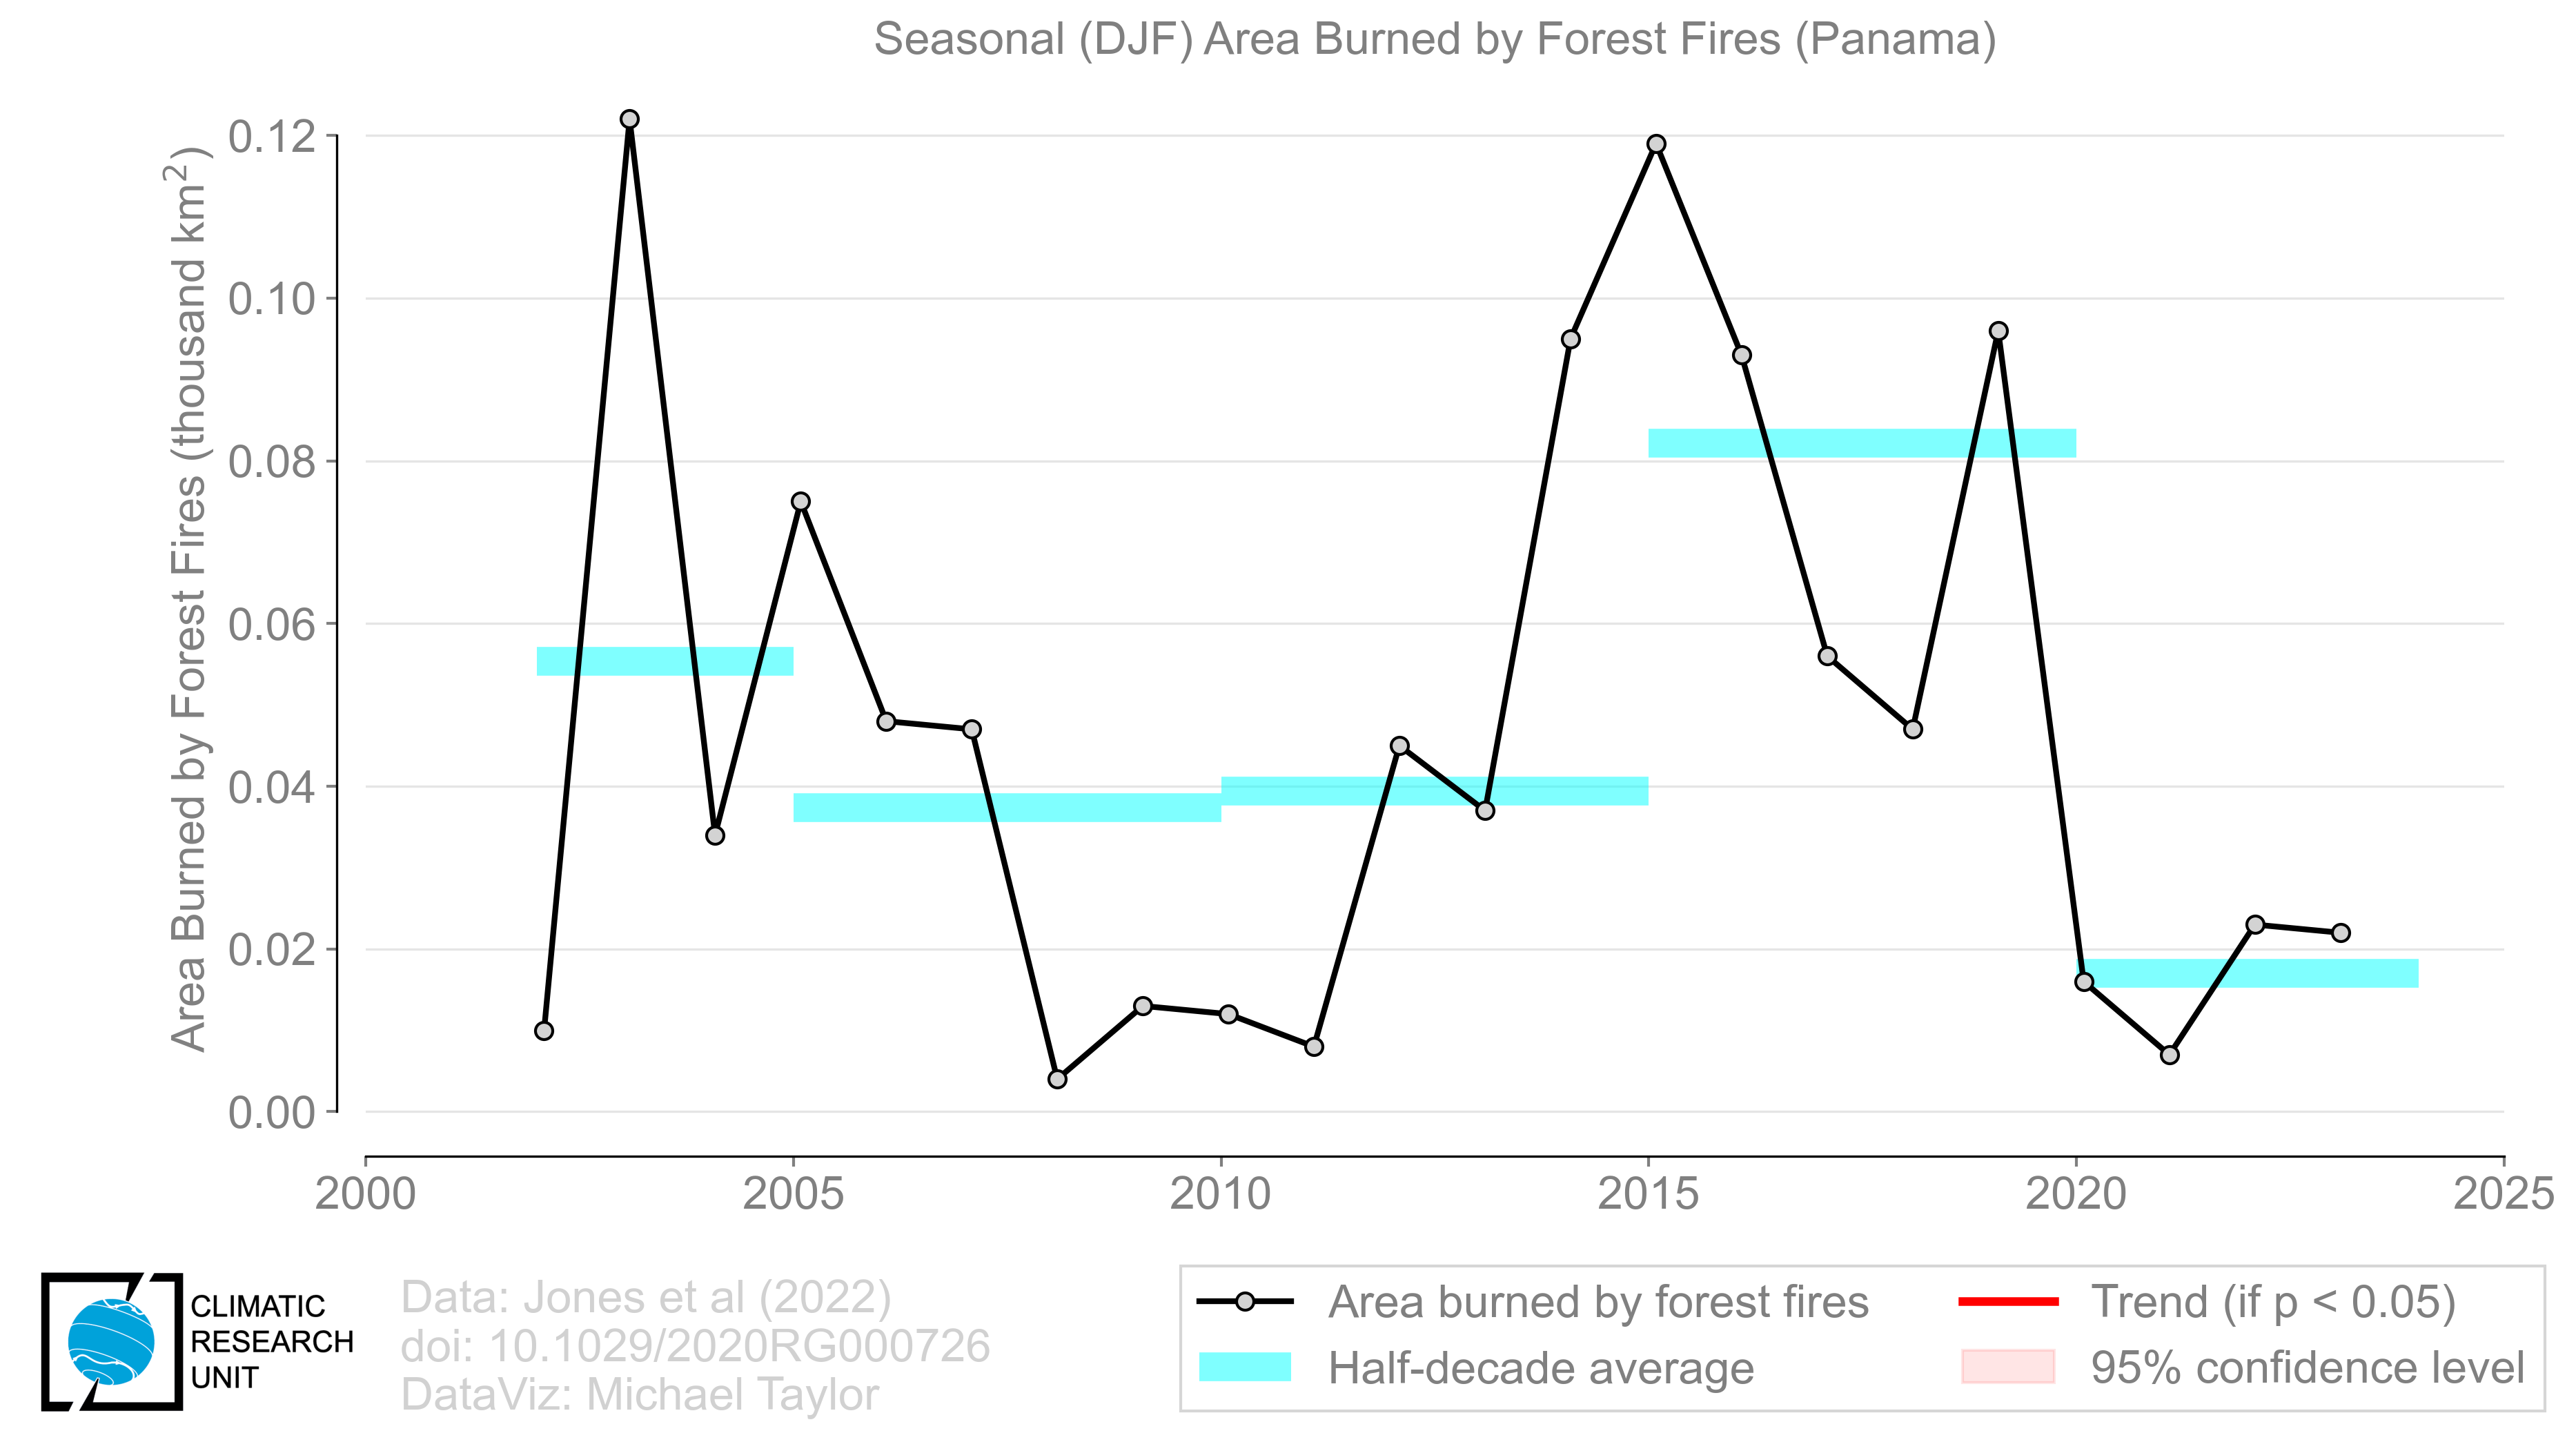 Seasonal (DJF) Area Burned by Forest Fires (Panama)
Area Burned by Forest Fires (thousand km²)
0.12
0.10
0.08
0.06
0.04
0.02
0.00
2000 2005 2010 2015 2020 2025
CLIMATIC
RESEARCH
UNIT
Data: Jones et al (2022)
doi: 10.1029/2020RG000726
DataViz: Michael Taylor
Area burned by forest fires
Half-decade average
Trend (if p < 0.05)
95% confidence level